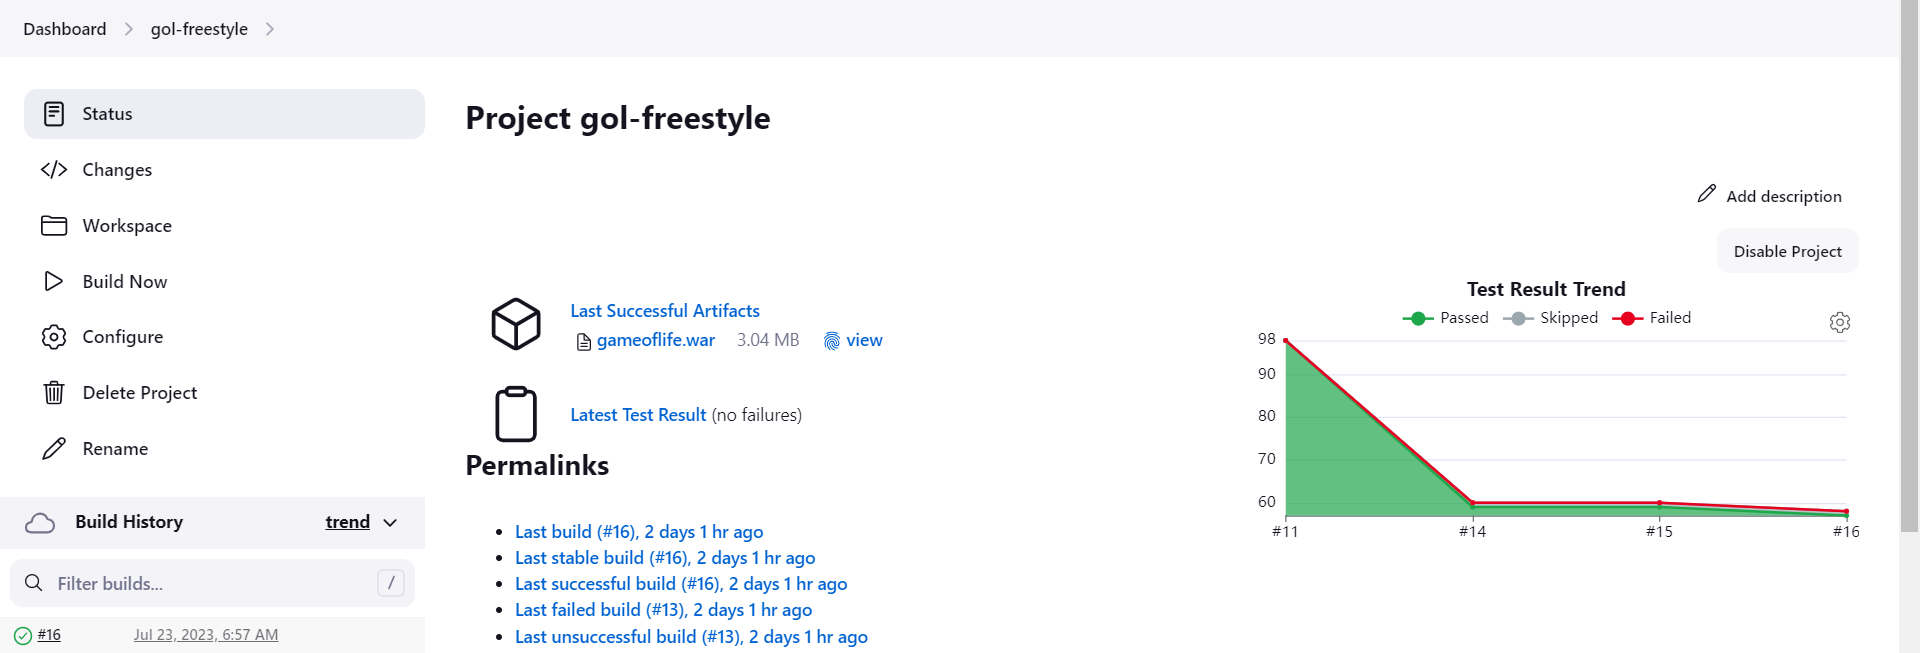 Dashboard
gol-freestyle
Status
Changes
Workspace
Build Now
Configure
Delete Project
Rename
Build History
trend
Filter builds...
/
#16
Jul 23, 2023, 6:57 AM
Project gol-freestyle
Add description
Disable Project
Last Successful Artifacts
gameoflife.war 3.04 MB view
Latest Test Result (no failures)
Permalinks
Last build (#16), 2 days 1 hr ago
Last stable build (#16), 2 days 1 hr ago
Last successful build (#16), 2 days 1 hr ago
Last failed build (#13), 2 days 1 hr ago
Last unsuccessful build (#13), 2 days 1 hr ago
Test Result Trend
Passed Skipped Failed
98
90
80
70
60
#11 #14 #15 #16